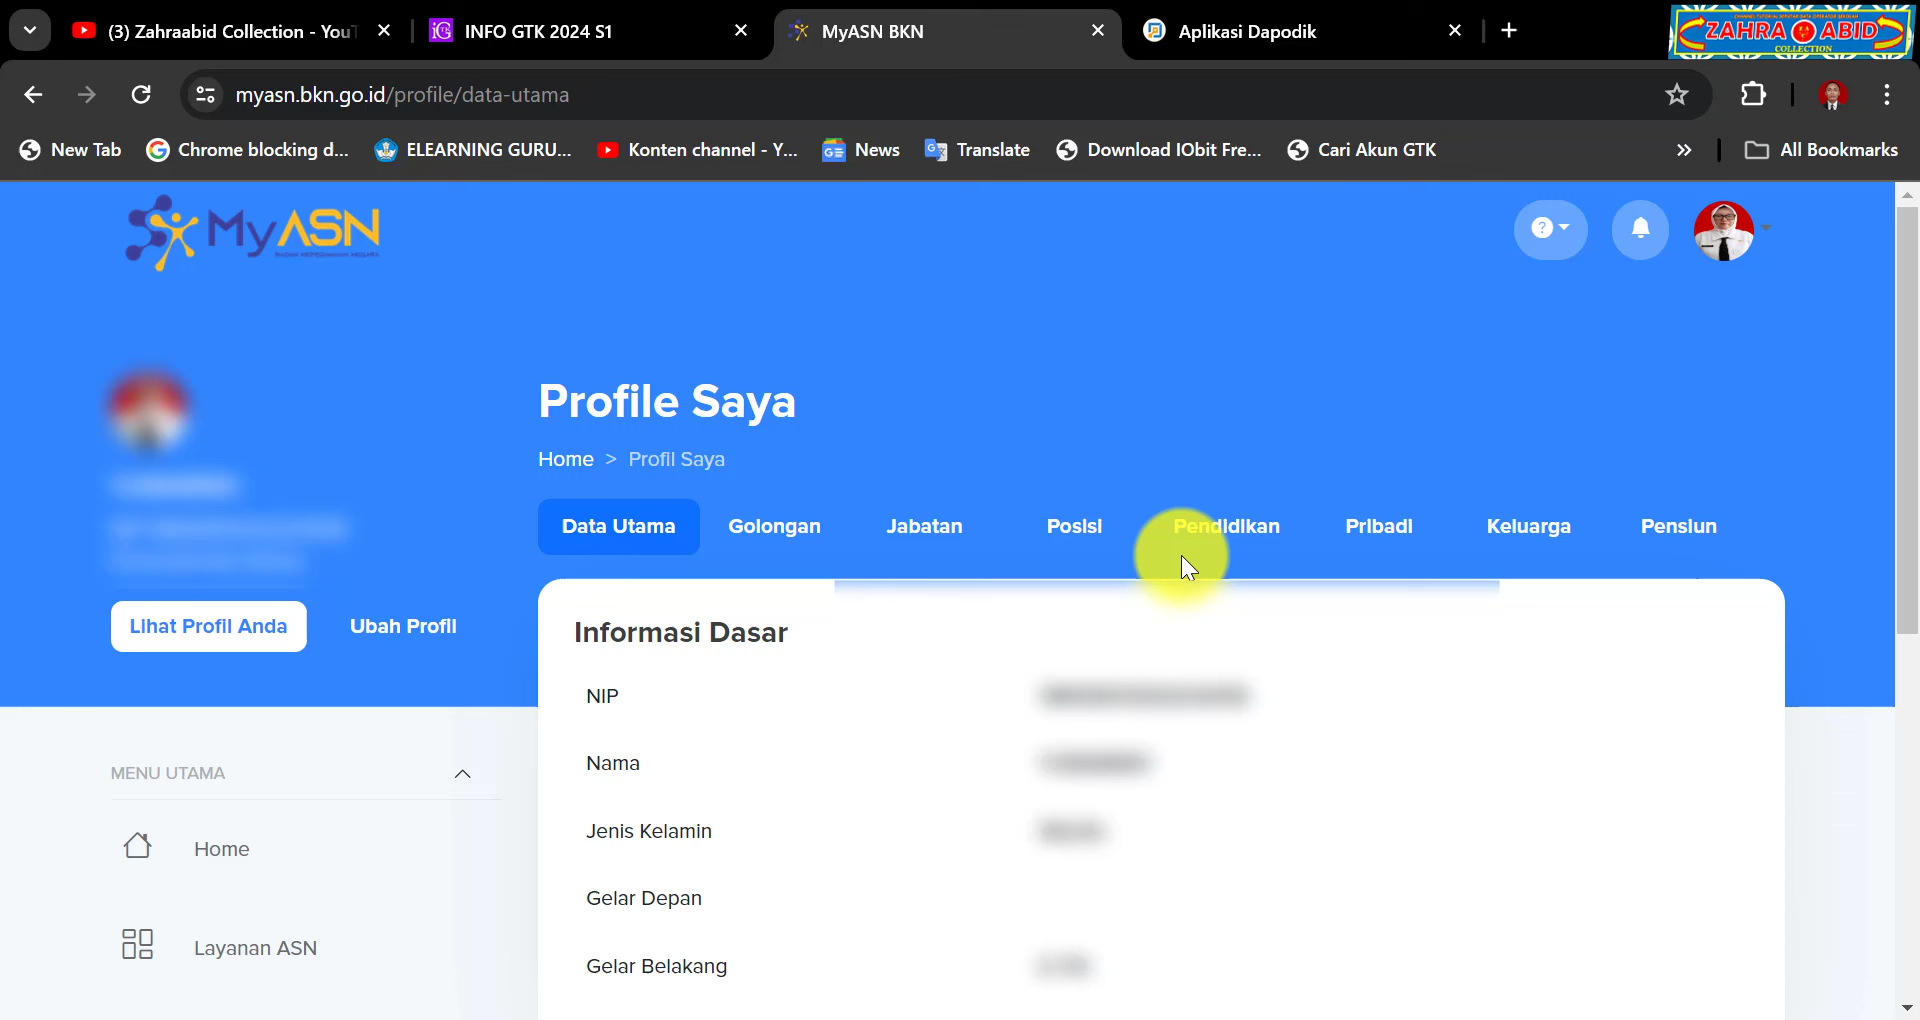 (3) Zahraabid Collection - You
INFO GTK 2024 S1
MyASN BKN
Aplikasi Dapodik
ZAHRA ABID
COLLECTION
myasn.bkn.go.id/profile/data-utama
New Tab
Chrome blocking d...
ELEARNING GURU...
Konten channel - Y...
News
Translate
Download IObit Fre...
Cari Akun GTK
All Bookmarks
MyASN
Profile Saya
Home > Profil Saya
Data Utama
Golongan
Jabatan
Posisi
Pendidikan
Pribadi
Keluarga
Pensiun
Lihat Profil Anda
Ubah Profil
Informasi Dasar
NIP
Nama
Jenis Kelamin
Gelar Depan
Gelar Belakang
MENU UTAMA
Home
Layanan ASN